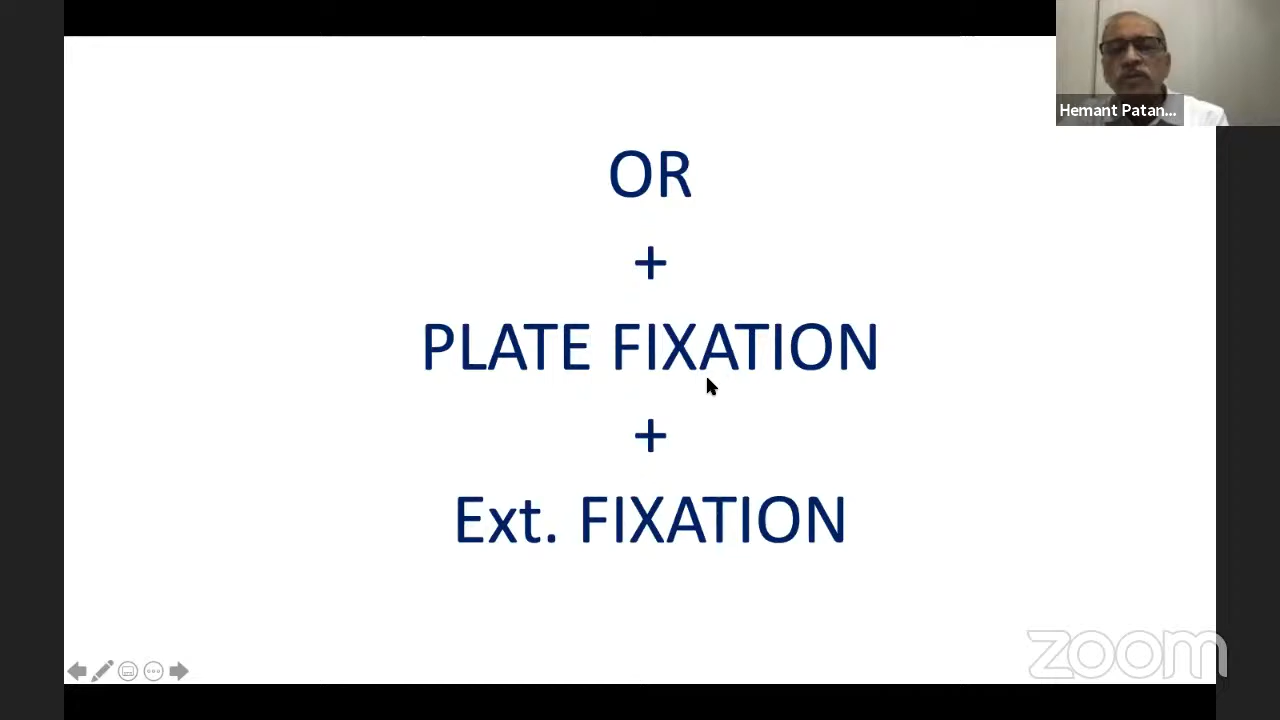 Hemant Patan...
OR
+
PLATE FIXATION
+
Ext. FIXATION
zoom